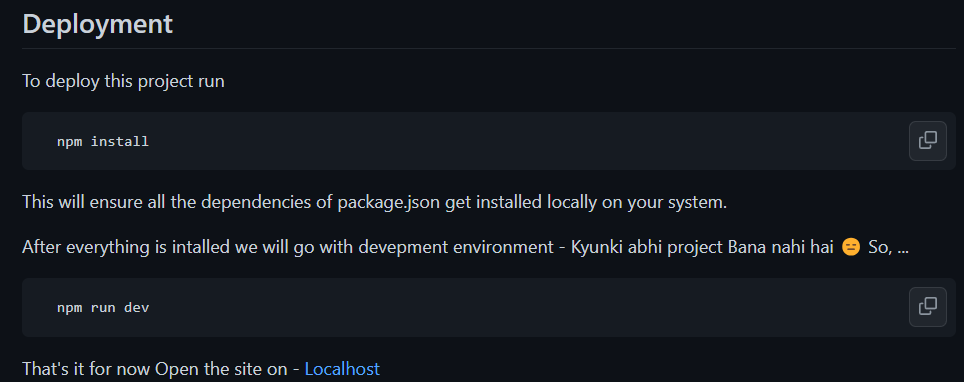 Deployment
To deploy this project run
npm install
This will ensure all the dependencies of package.json get installed locally on your system.
After everything is intalled we will go with devepment environment - Kyunki abhi project Bana nahi hai 😑 So, ...
npm run dev
That's it for now Open the site on - Localhost